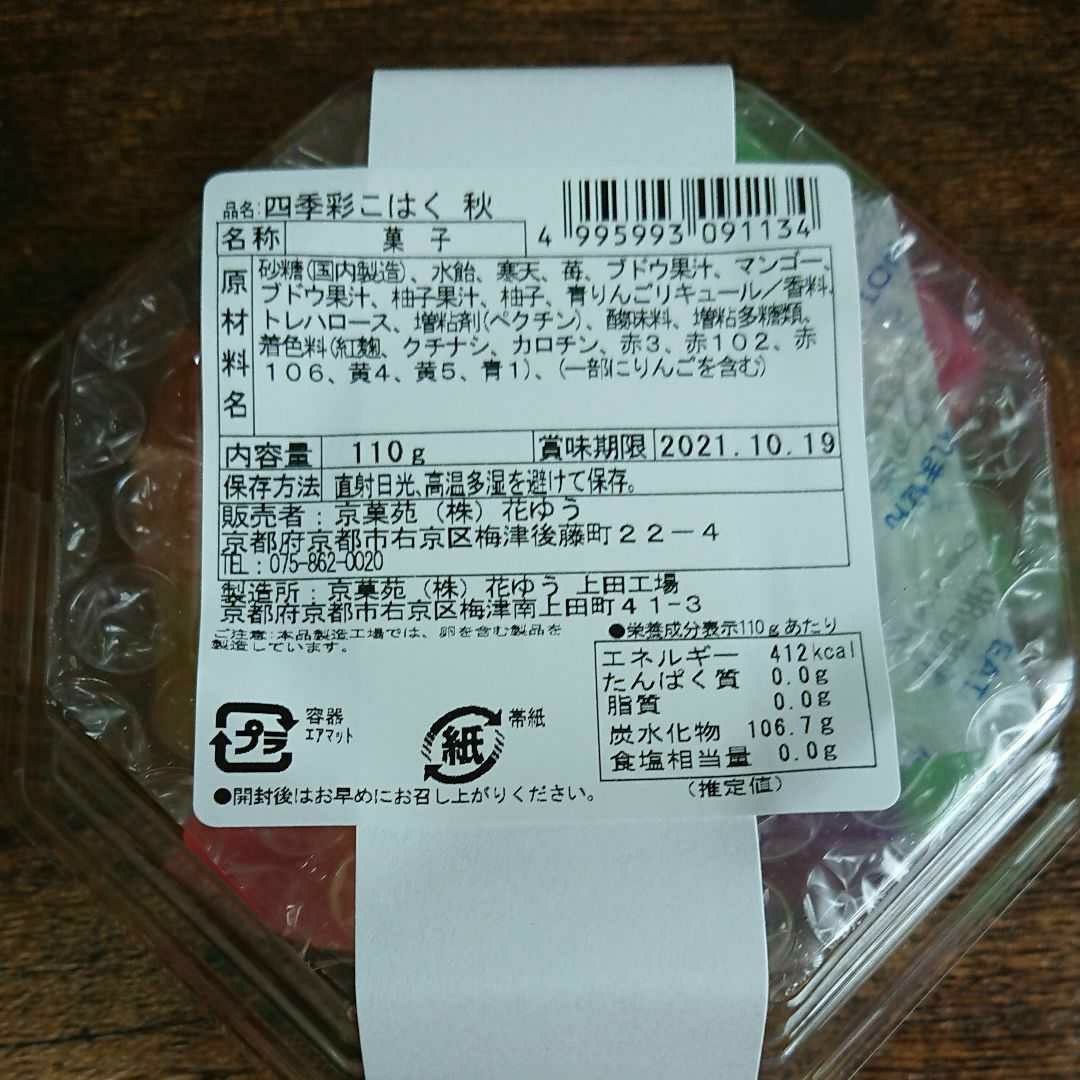 品名:四季彩こはく 秋
名称 菓子
4 995993 091134
原材料名
砂糖(国内製造)、水飴、寒天、苺、ブドウ果汁、マンゴー、
ブドウ果汁、柚子果汁、柚子、青りんごリキュール／香料、
トレハロース、増粘剤(ペクチン)、酸味料、増粘多糖類、
着色料(紅麹、クチナシ、カロチン、赤3、赤102、赤
106、黄4、黄5、青1)、(一部にりんごを含む)
内容量 110g 賞味期限 2021.10.19
保存方法 直射日光、高温多湿を避けて保存。
販売者：京菓苑（株）花ゆう
京都府京都市右京区梅津後藤町22－4
TEL：075-862-0020
製造所：京菓苑（株）花ゆう 上田工場
京都府京都市右京区梅津南上田町41－3
ご注意:本品製造工場では、卵を含む製品を
製造しています。
●栄養成分表示110gあたり
エネルギー 412kcal
たんぱく質 0.0g
脂質 0.0g
炭水化物 106.7g
食塩相当量 0.0g
(推定値)
プラ 容器
エアマット
紙 帯紙
●開封後はお早めにお召し上がりください。
EAT